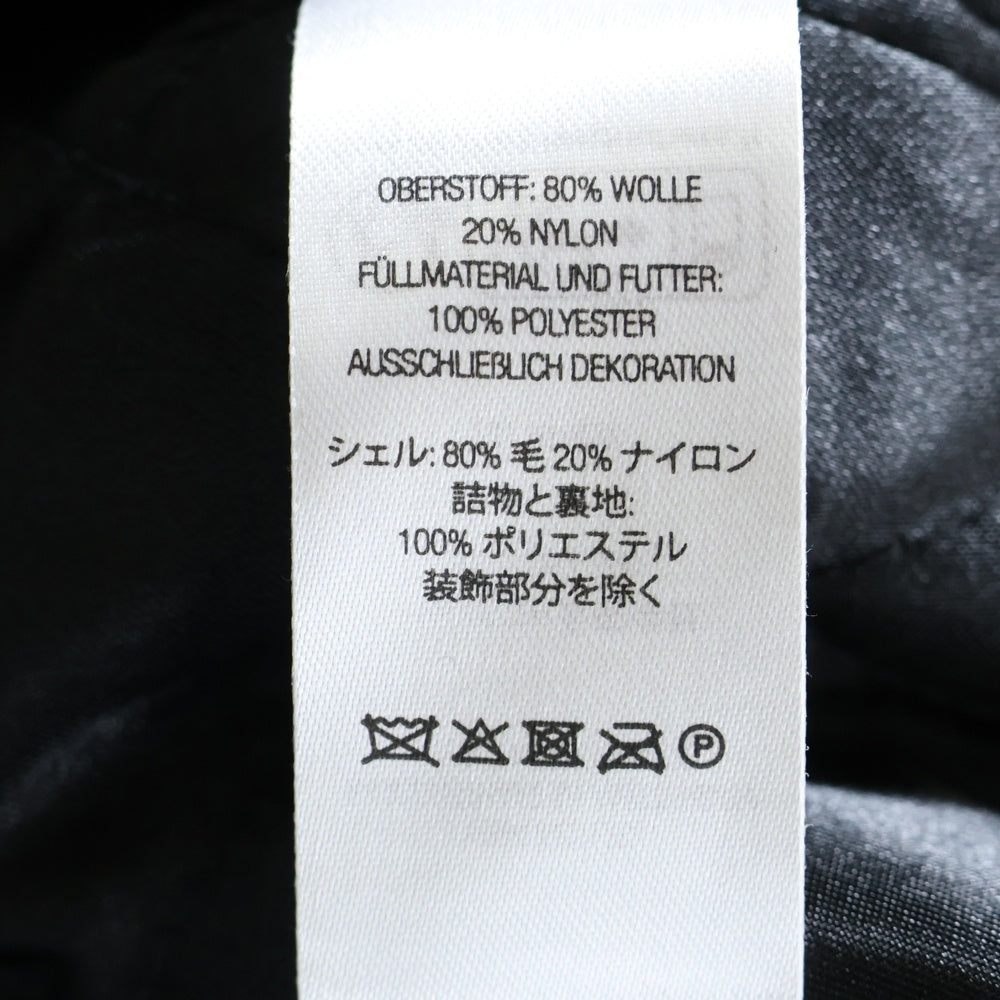 OBERSTOFF: 80% WOLLE
20% NYLON
FÜLLMATERIAL UND FUTTER:
100% POLYESTER
AUSSCHLIEßLICH DEKORATION
シェル: 80% 毛 20% ナイロン
詰物と裏地:
100% ポリエステル
装飾部分を除く
P